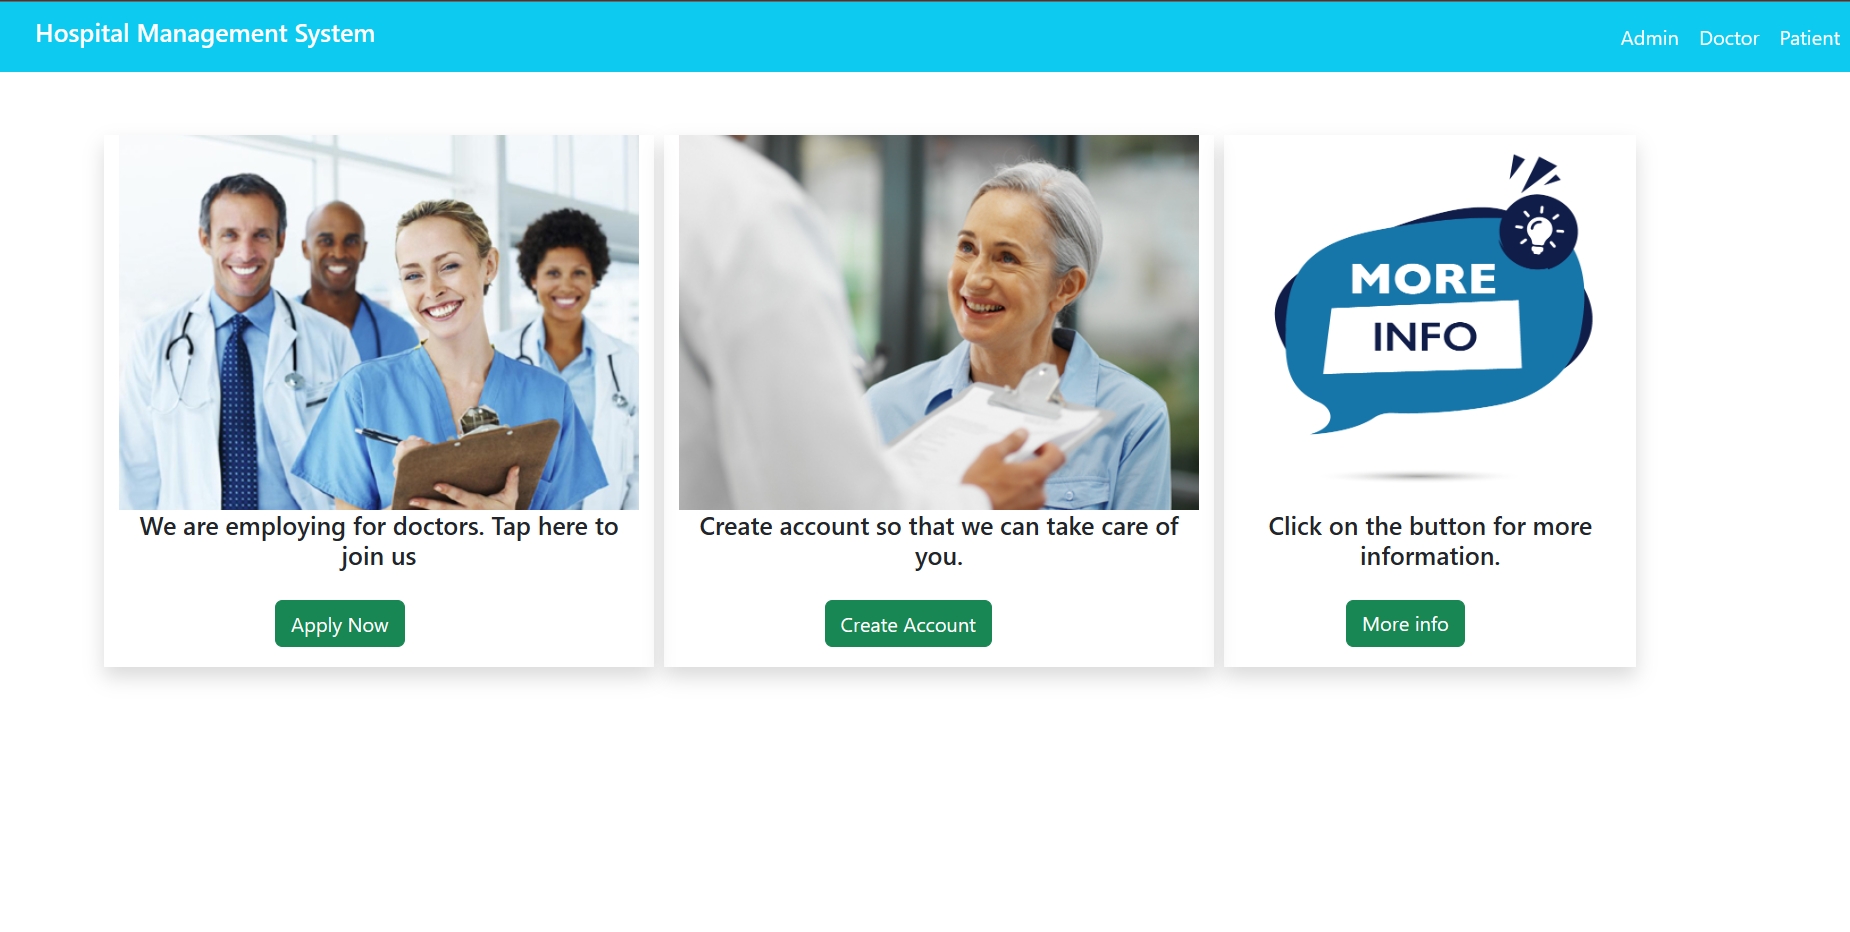 Hospital Management System
Admin Doctor Patient
MORE
INFO
We are employing for doctors. Tap here to
join us
Create account so that we can take care of
you.
Click on the button for more
information.
Apply Now
Create Account
More info